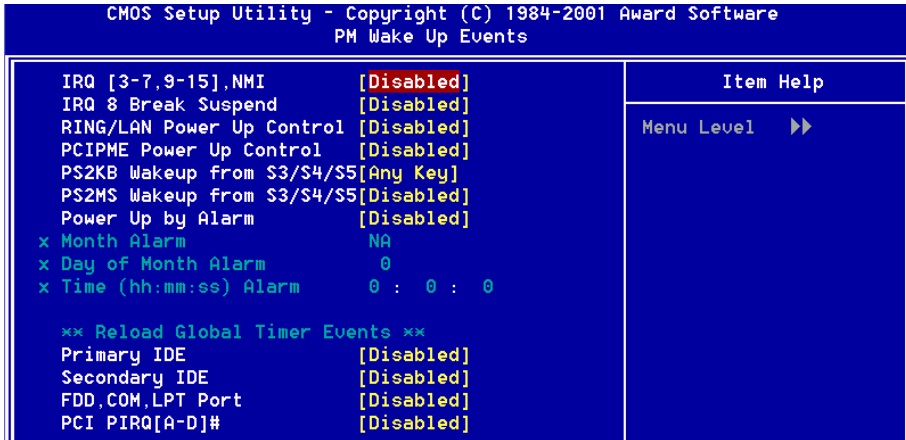 CMOS Setup Utility - Copyright (C) 1984-2001 Award Software
PM Wake Up Events
IRQ [3-7,9-15],NMI [Disabled]
IRQ 8 Break Suspend [Disabled]
RING/LAN Power Up Control [Disabled]
PCIPME Power Up Control [Disabled]
PS2KB Wakeup from S3/S4/S5[Any Key]
PS2MS Wakeup from S3/S4/S5[Disabled]
Power Up by Alarm [Disabled]
x Month Alarm NA
x Day of Month Alarm 0
x Time (hh:mm:ss) Alarm 0 : 0 : 0
** Reload Global Timer Events **
Primary IDE [Disabled]
Secondary IDE [Disabled]
FDD,COM,LPT Port [Disabled]
PCI PIRQ[A-D]# [Disabled]
Item Help
Menu Level